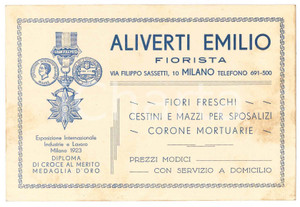 ALIVERTI EMILIO
FIORISTA
VIA FILIPPO SASSETTI, 10 MILANO TELEFONO 691-500
FIORI FRESCHI
CESTINI E MAZZI PER SPOSALIZI
CORONE MORTUARIE
PREZZI MODICI
CON SERVIZIO A DOMICILIO
Esposizione Internazionale
Industrie e Lavoro
Milano 1923
DIPLOMA
DI CROCE AL MERITO
MEDAGLIA D'ORO